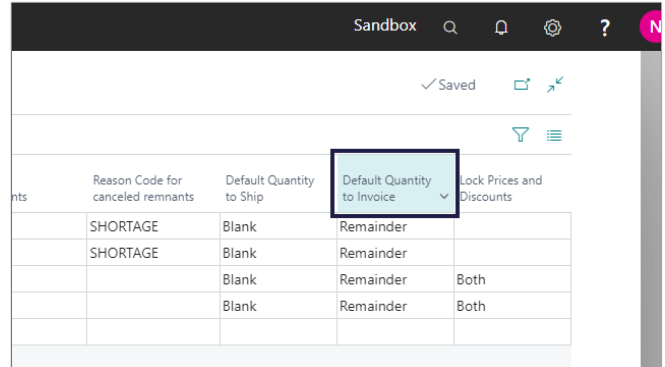 Sandbox
?
N
Saved
nts
Reason Code for
canceled remnants
Default Quantity
to Ship
Default Quantity
to Invoice
Lock Prices and
Discounts
SHORTAGE Blank Remainder
SHORTAGE Blank Remainder
Blank Remainder Both
Blank Remainder Both